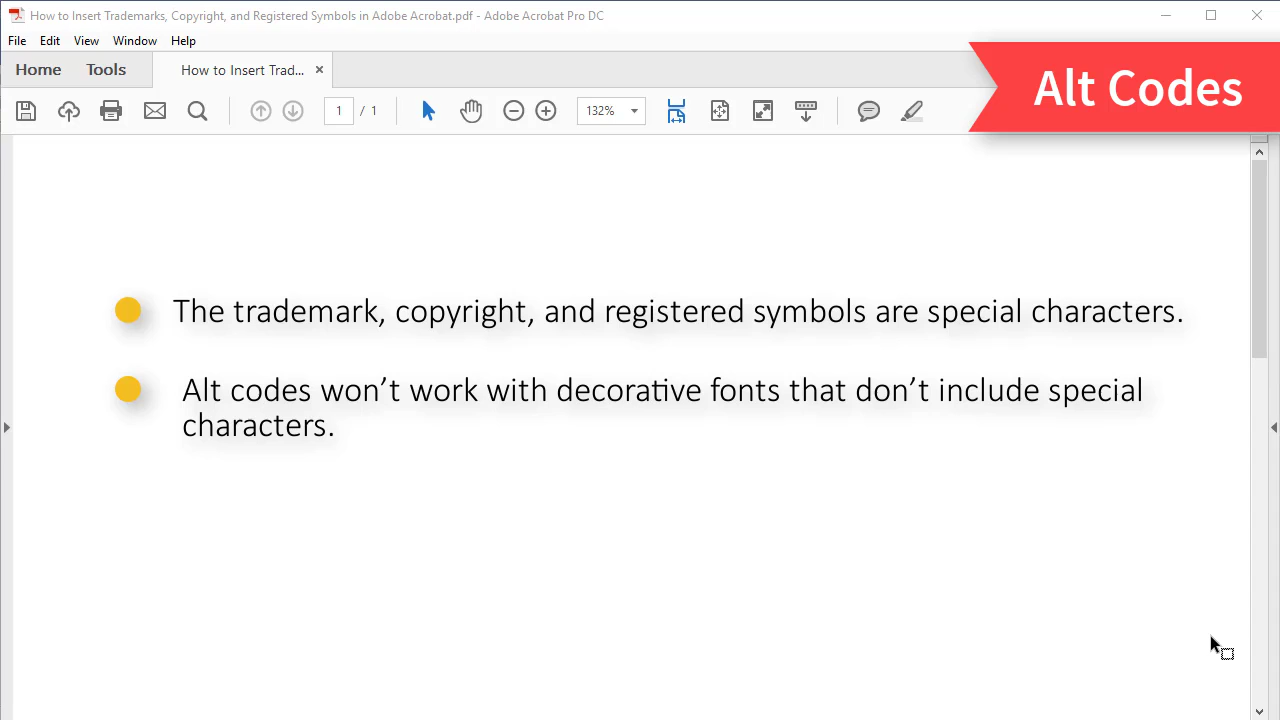 How to Insert Trademarks, Copyright, and Registered Symbols in Adobe Acrobat.pdf - Adobe Acrobat Pro DC
File Edit View Window Help
Home Tools How to Insert Trad... ×
Alt Codes
1 / 1 132%
The trademark, copyright, and registered symbols are special characters.
Alt codes won’t work with decorative fonts that don’t include special
characters.